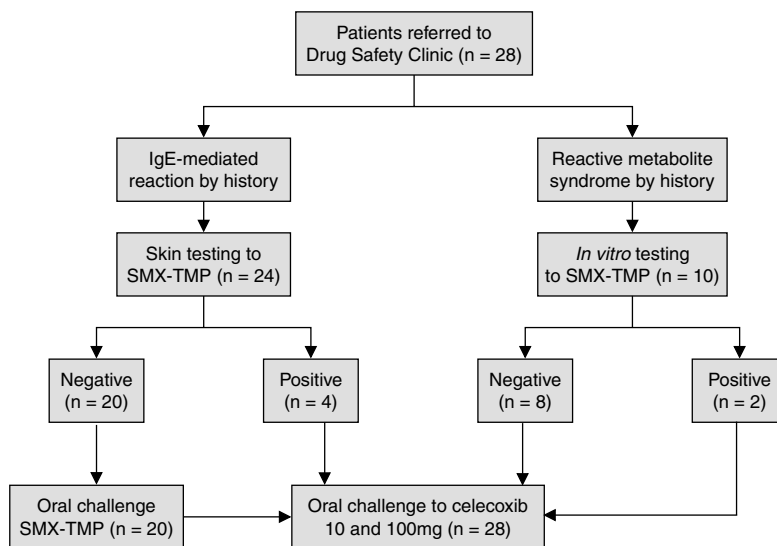 Patients referred to
Drug Safety Clinic (n = 28)
IgE-mediated
reaction by history
Reactive metabolite
syndrome by history
Skin testing to
SMX-TMP (n = 24)
In vitro testing
to SMX-TMP (n = 10)
Negative
(n = 20)
Positive
(n = 4)
Negative
(n = 8)
Positive
(n = 2)
Oral challenge
SMX-TMP (n = 20)
Oral challenge to celecoxib
10 and 100mg (n = 28)